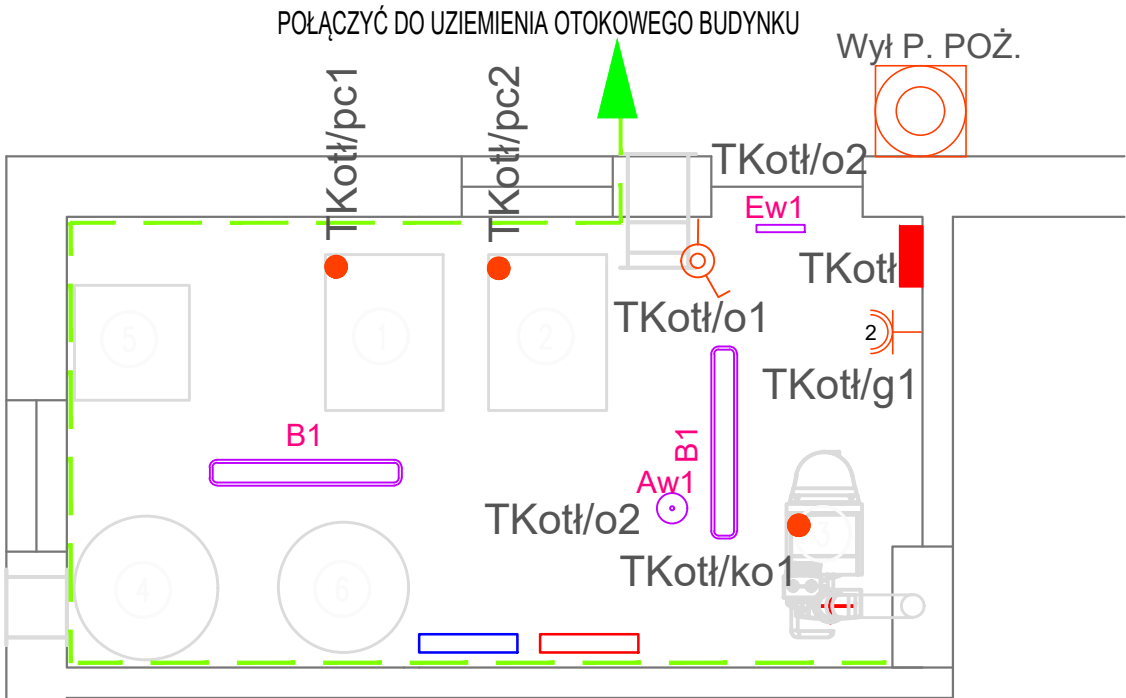 POŁĄCZYĆ DO UZIEMIENIA OTOKOWEGO BUDYNKU
Wył P. POŻ.
TKotł/pc1
TKotł/pc2
TKotł/o2
Ew1
TKotł
TKotł/o1
5
1
2
2
TKotł/g1
B1
B1
Aw1
TKotł/o2
3
TKotł/ko1
4
6